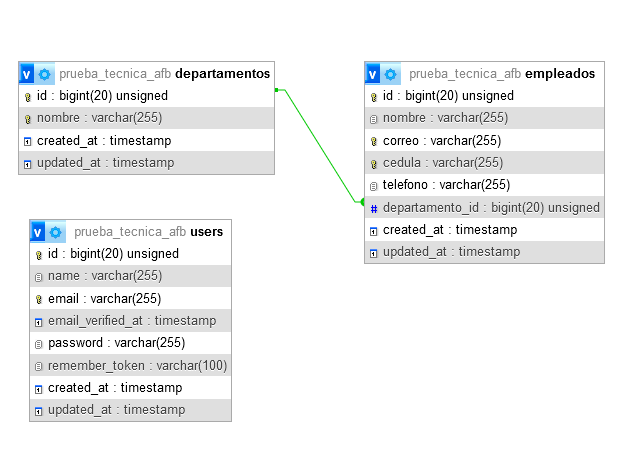 v prueba_tecnica_afb departamentos
id : bigint(20) unsigned
nombre : varchar(255)
created_at : timestamp
updated_at : timestamp
v prueba_tecnica_afb empleados
id : bigint(20) unsigned
nombre : varchar(255)
correo : varchar(255)
cedula : varchar(255)
telefono : varchar(255)
# departamento_id : bigint(20) unsigned
created_at : timestamp
updated_at : timestamp
v prueba_tecnica_afb users
id : bigint(20) unsigned
name : varchar(255)
email : varchar(255)
email_verified_at : timestamp
password : varchar(255)
remember_token : varchar(100)
created_at : timestamp
updated_at : timestamp